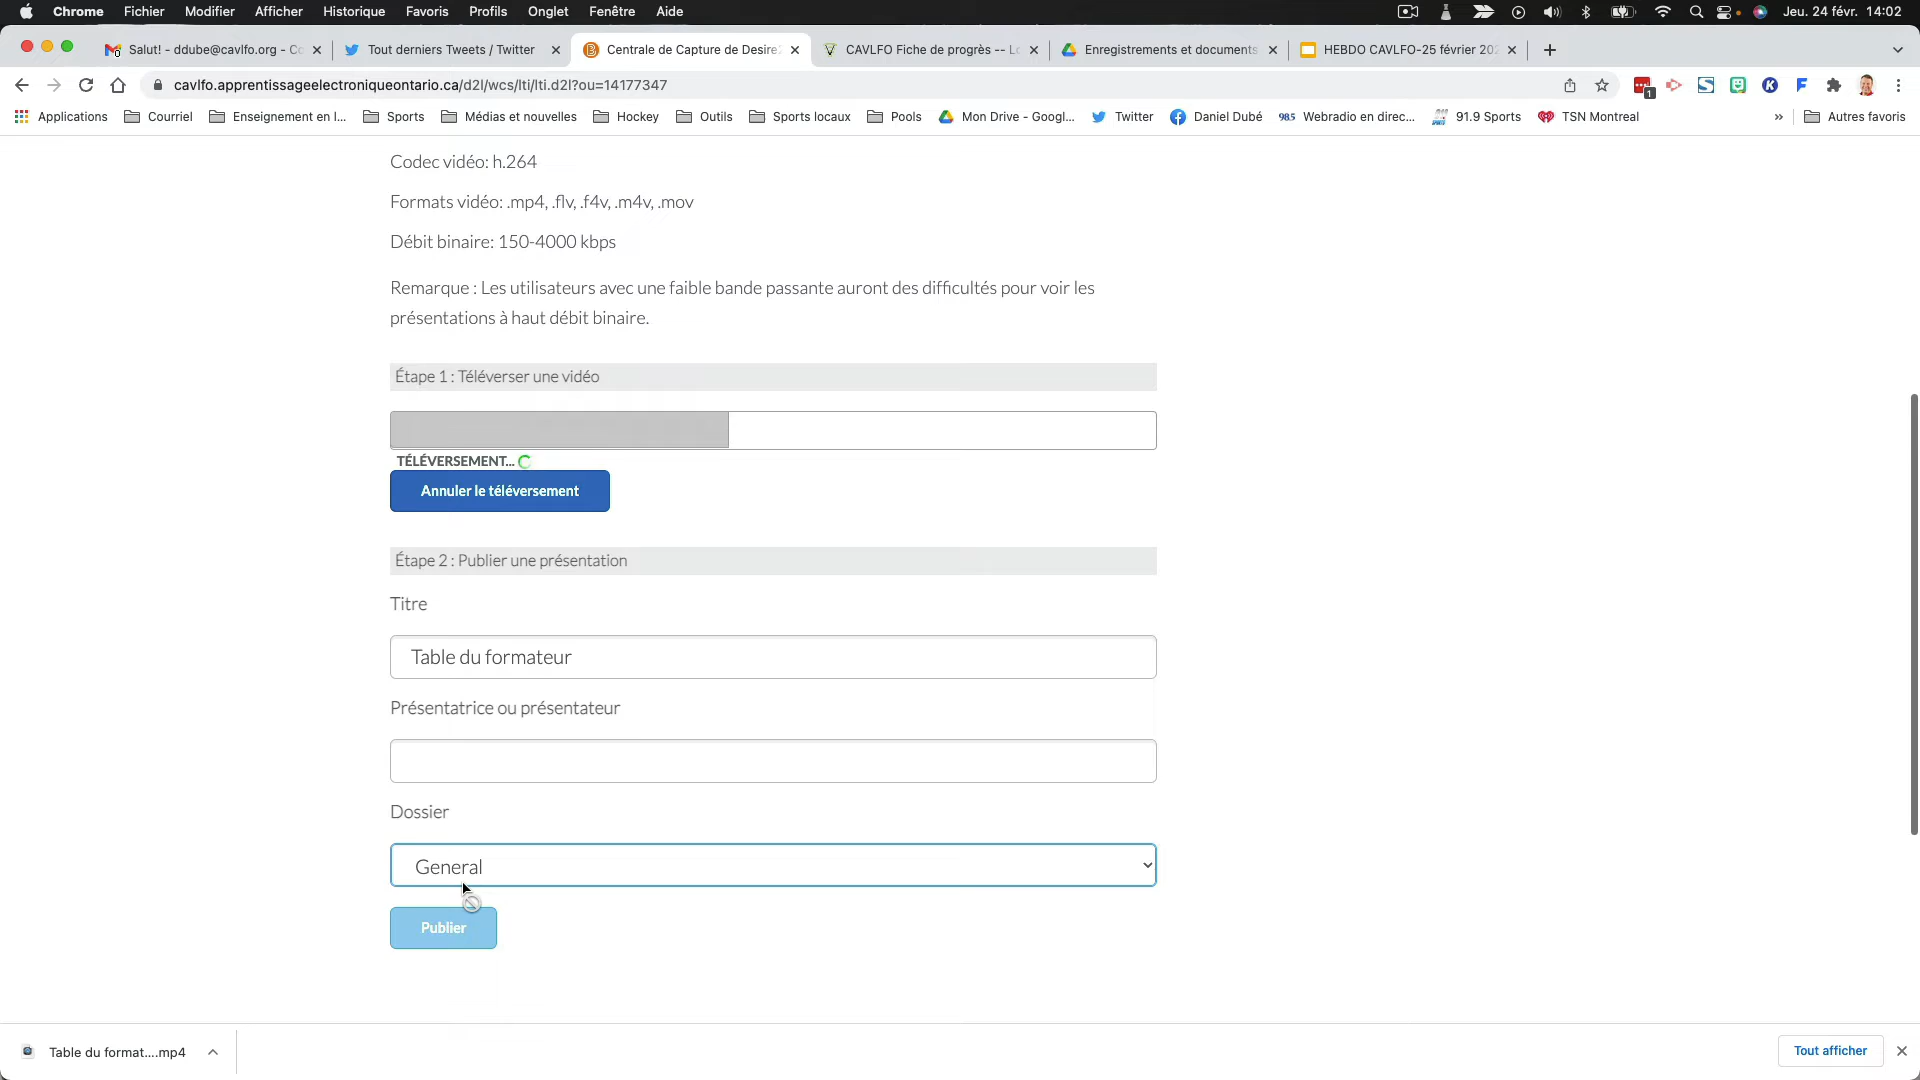 Chrome Fichier Modifier Afficher Historique Favoris Profils Onglet Fenêtre Aide Jeu. 24 févr. 14:02
Salut! - ddube@cavlfo.org - Co Tout derniers Tweets / Twitter Centrale de Capture de Desire2 CAVLFO Fiche de progrès -- Lo Enregistrements et documents HEBDO CAVLFO-25 février 202
cavlfo.apprentissageelectroniqueontario.ca/d2l/wcs/lti/lti.d2l?ou=14177347
Applications Courriel Enseignement en l... Sports Médias et nouvelles Hockey Outils Sports locaux Pools Mon Drive - Googl... Twitter Daniel Dubé 98.5 Webradio en direc... 91.9 Sports TSN Montreal » Autres favoris
Codec vidéo: h.264
Formats vidéo: .mp4, .flv, .f4v, .m4v, .mov
Débit binaire: 150-4000 kbps
Remarque : Les utilisateurs avec une faible bande passante auront des difficultés pour voir les
présentations à haut débit binaire.
Étape 1 : Téléverser une vidéo
TÉLÉVERSEMENT...
Annuler le téléversement
Étape 2 : Publier une présentation
Titre
Table du formateur
Présentatrice ou présentateur
Dossier
General
Publier
Table du format....mp4 Tout afficher